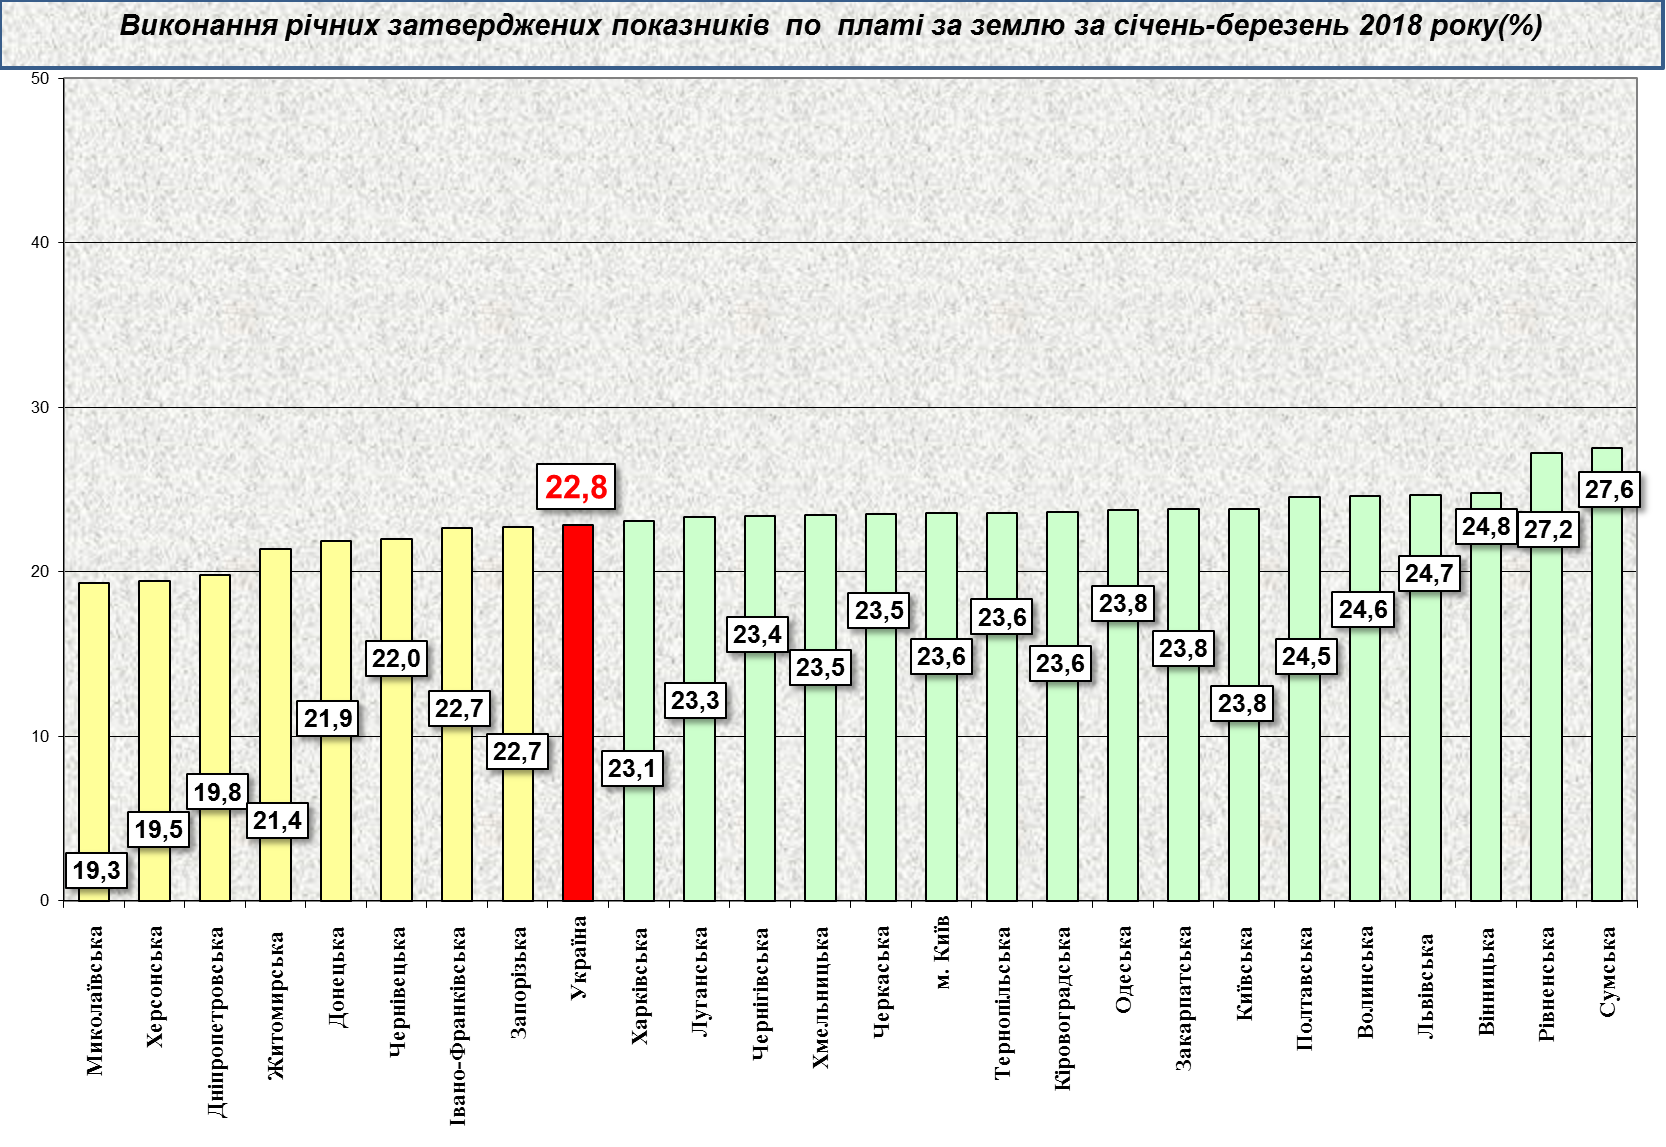 Виконання річних затверджених показників по платі за землю за січень-березень 2018 року(%)
50
40
30
20
10
0
19,3
19,5
19,8
21,4
21,9
22,0
22,7
22,7
22,8
23,1
23,3
23,4
23,5
23,5
23,6
23,6
23,6
23,8
23,8
23,8
24,5
24,6
24,7
24,8
27,2
27,6
Миколаївська
Херсонська
Дніпропетровська
Житомирська
Донецька
Чернівецька
Івано-Франківська
Запорізька
Україна
Харківська
Луганська
Чернігівська
Хмельницька
Черкаська
м. Київ
Тернопільська
Кіровоградська
Одеська
Закарпатська
Київська
Полтавська
Волинська
Львівська
Вінницька
Рівненська
Сумська